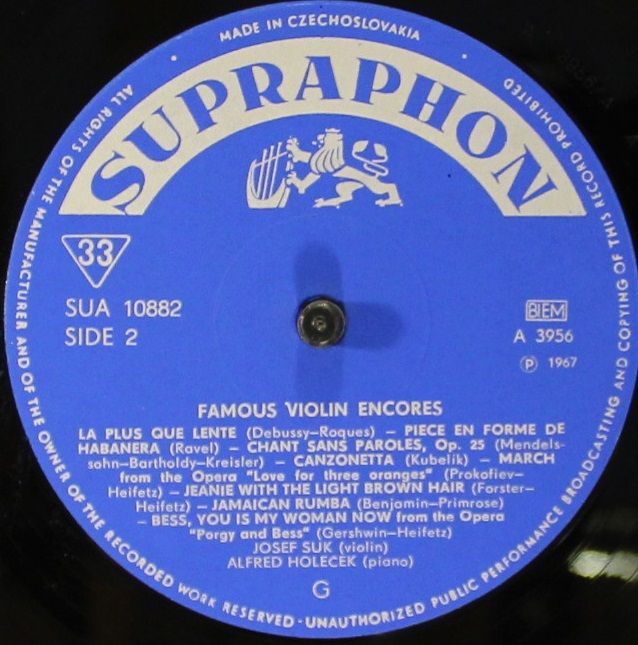 MADE IN CZECHOSLOVAKIA
ALL RIGHTS OF THE MANUFACTURER AND OF THE OWNER OF THE RECORDED WORK RESERVED - UNAUTHORIZED PUBLIC PERFORMANCE BROADCASTING AND COPYING OF THIS RECORD PROHIBITED
SUPRAPHON
33
SUA 10882
SIDE 2
BIEM
A 3956
Ⓟ 1967
FAMOUS VIOLIN ENCORES
LA PLUS QUE LENTE (Debussy-Roques) – PIECE EN FORME DE
HABANERA (Ravel) – CHANT SANS PAROLES, Op. 25 (Mendels-
sohn-Bartholdy-Kreisler) – CANZONETTA (Kubelik) – MARCH
from the Opera "Love for three oranges" (Prokofiev-
Heifetz) – JEANIE WITH THE LIGHT BROWN HAIR (Forster-
Heifetz) – JAMAICAN RUMBA (Benjamin-Primrose)
– BESS, YOU IS MY WOMAN NOW from the Opera
"Porgy and Bess" (Gershwin-Heifetz)
JOSEF SUK (violin)
ALFRED HOLEČEK (piano)
G